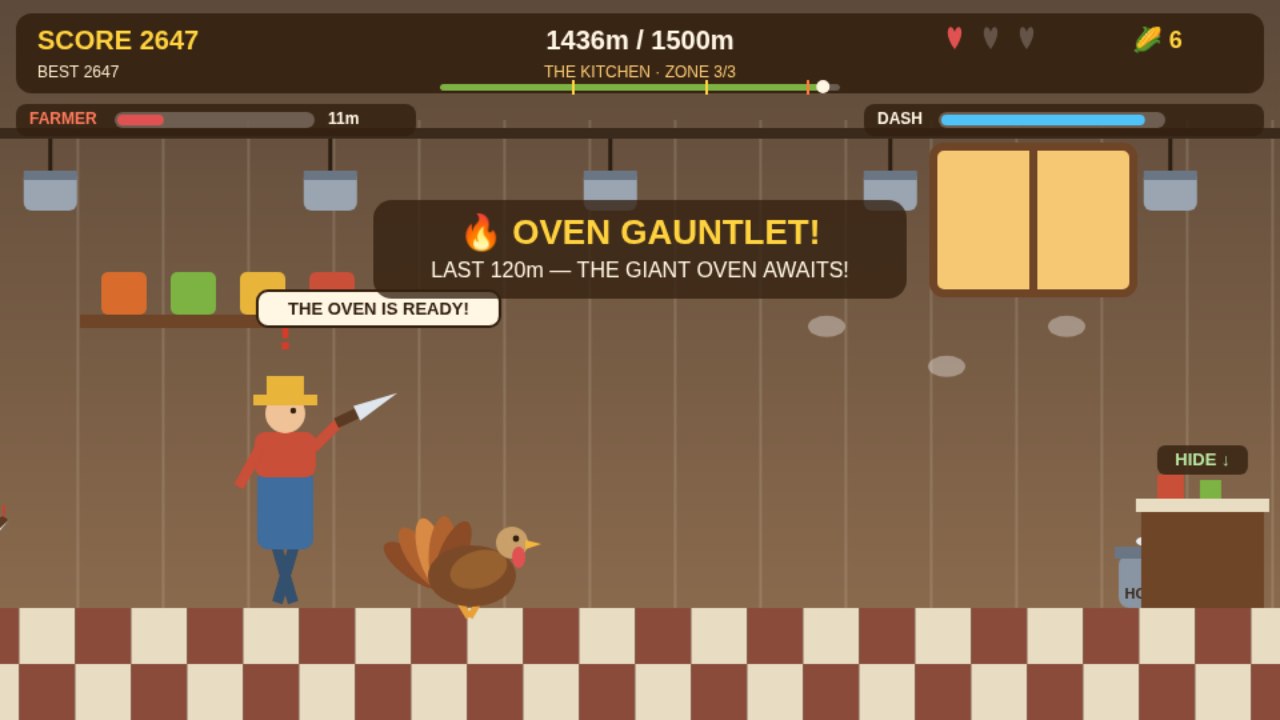 SCORE 2647
1436m / 1500m
6
BEST 2647
THE KITCHEN · ZONE 3/3
FARMER
11m
DASH
🔥 OVEN GAUNTLET!
LAST 120m — THE GIANT OVEN AWAITS!
THE OVEN IS READY!
!
HIDE ↓